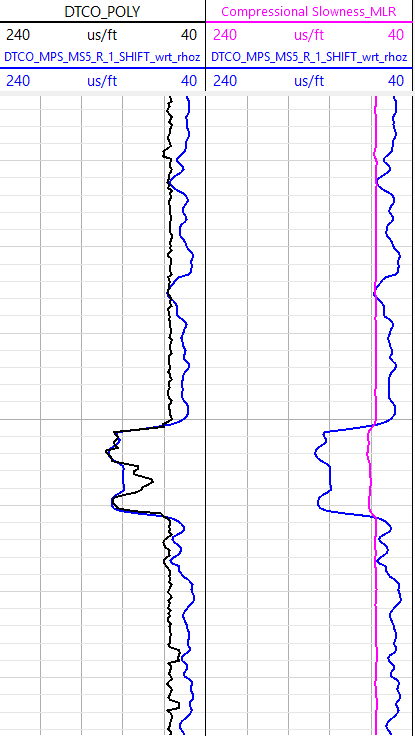 DTCO_POLY
240 us/ft 40
DTCO_MPS_MS5_R_1_SHIFT_wrt_rhoz
240 us/ft 40
Compressional Slowness_MLR
240 us/ft 40
DTCO_MPS_MS5_R_1_SHIFT_wrt_rhoz
240 us/ft 40